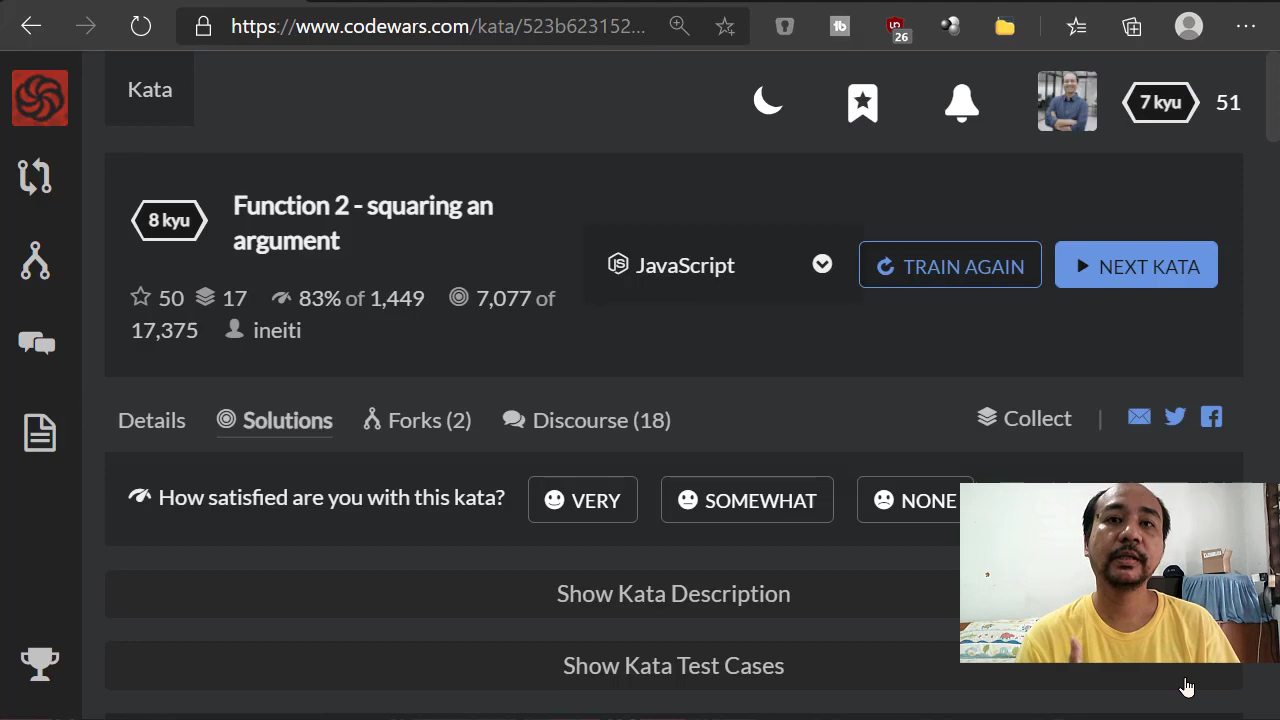 https://www.codewars.com/kata/523b623152...
tb
26
Kata
7 kyu
51
8 kyu
Function 2 - squaring an
argument
JS
JavaScript
TRAIN AGAIN
NEXT KATA
50 17 83% of 1,449 7,077 of
17,375 ineiti
Details Solutions Forks (2) Discourse (18) Collect |
How satisfied are you with this kata? VERY SOMEWHAT NONE
Show Kata Description
Show Kata Test Cases